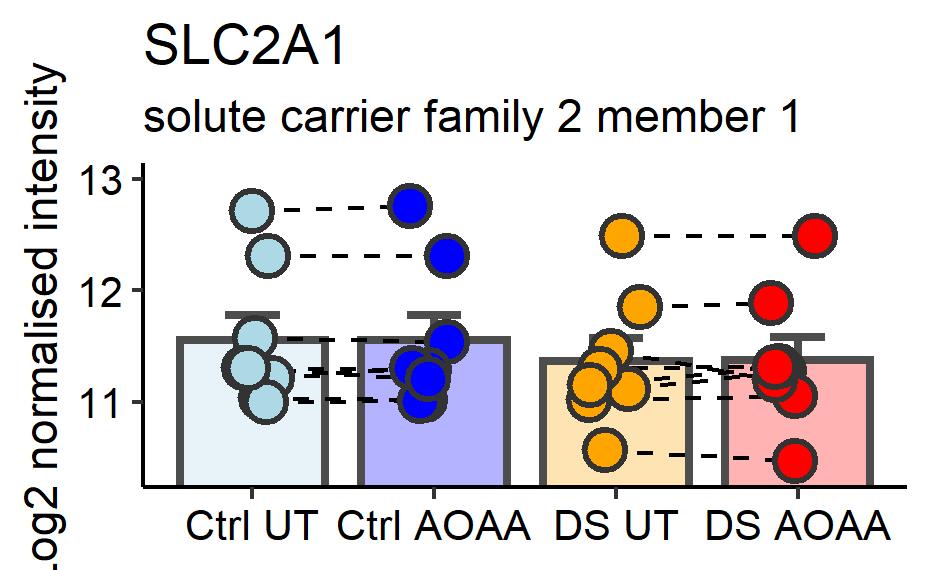 SLC2A1
solute carrier family 2 member 1
Log2 normalised intensity
13
12
11
Ctrl UT
Ctrl AOAA
DS UT
DS AOAA